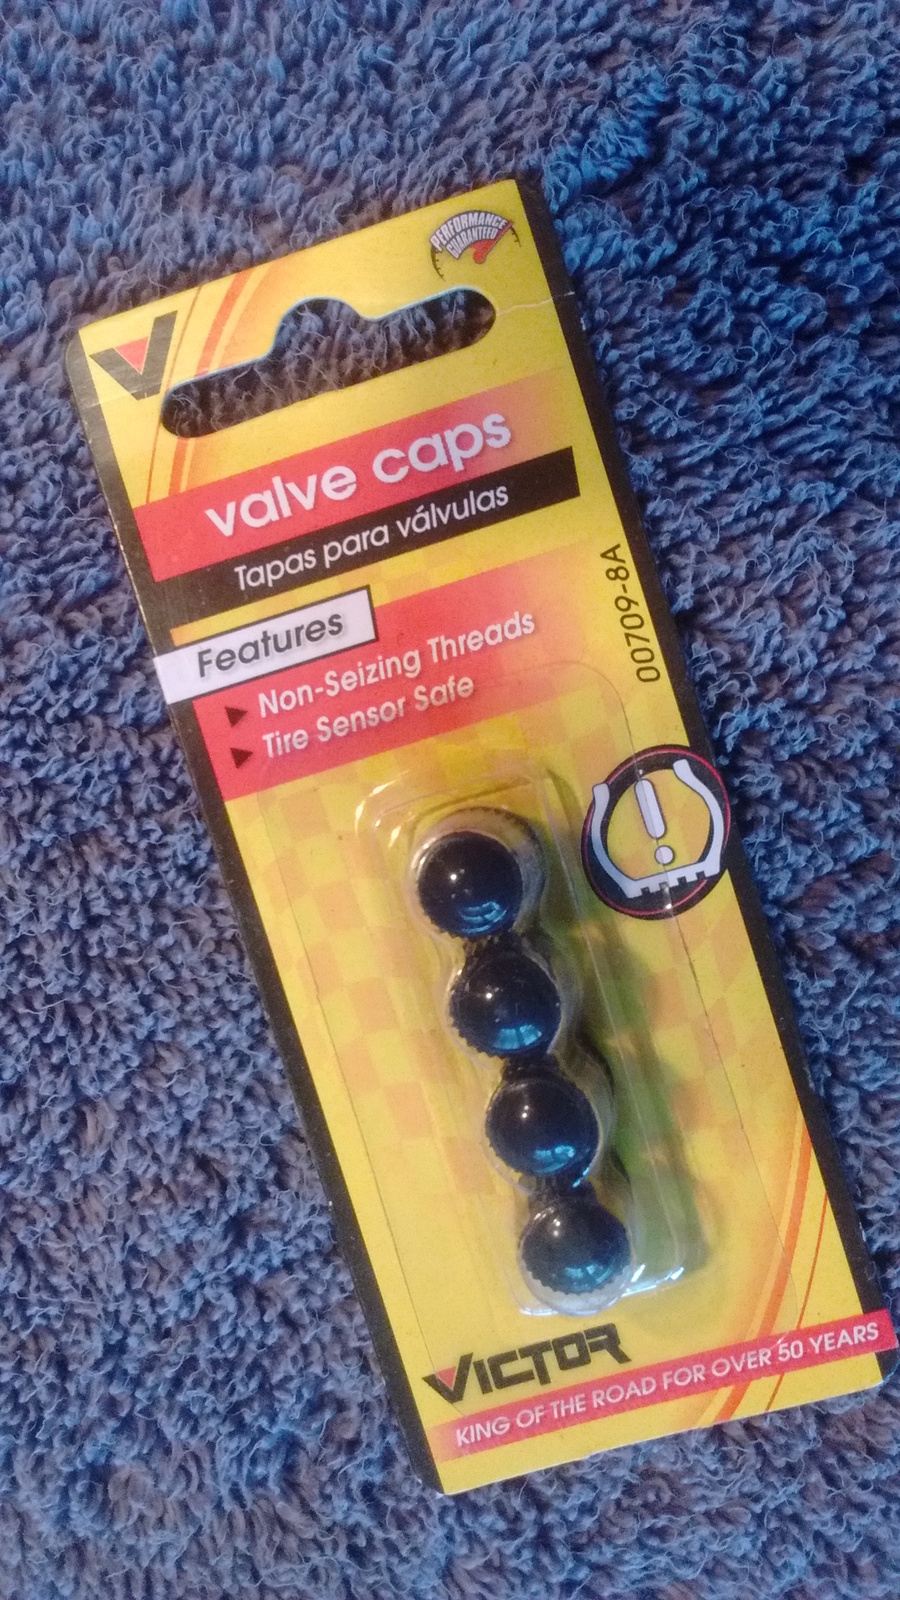 PERFORMANCE
GUARANTEED
V
valve caps
Tapas para válvulas
Features
Non-Seizing Threads
Tire Sensor Safe
00709-8A
VICTOR
KING OF THE ROAD FOR OVER 50 YEARS